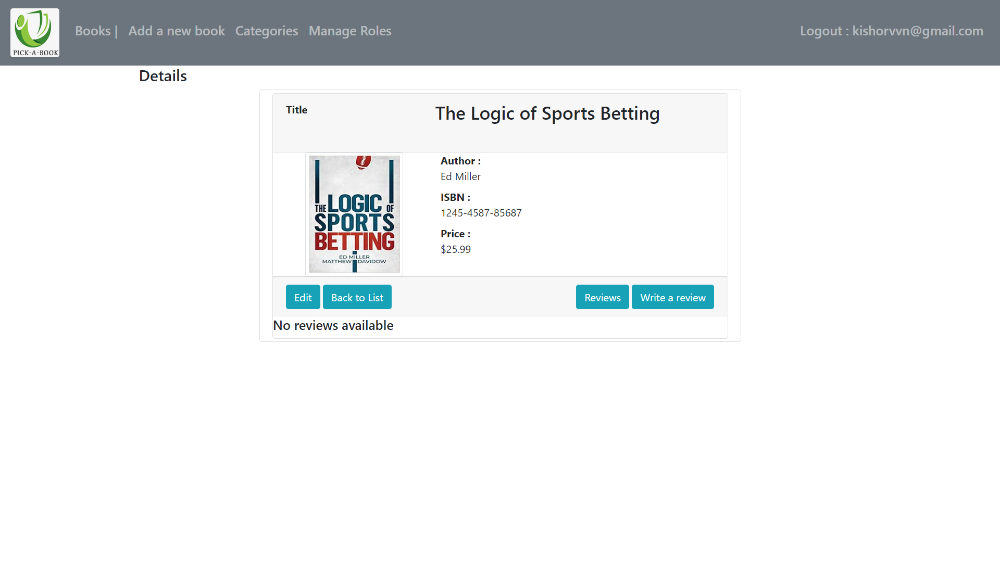 PICK-A-BOOK
Books | Add a new book Categories Manage Roles Logout : kishorvvn@gmail.com
Details
Title The Logic of Sports Betting
THE LOGIC OF
SPORTS
BETTING
ED MILLER
MATTHEW DAVIDOW
Author :
Ed Miller
ISBN :
1245-4587-85687
Price :
$25.99
Edit Back to List Reviews Write a review
No reviews available